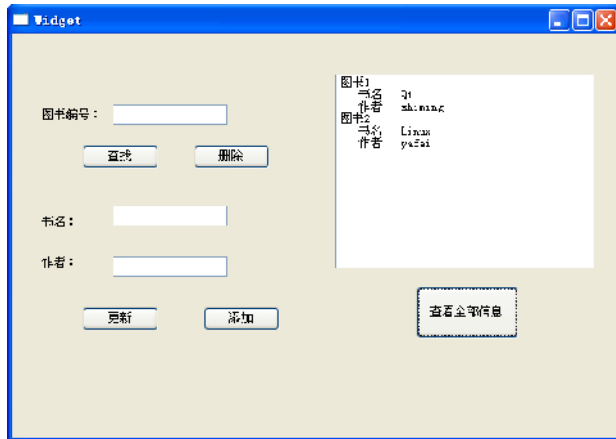 Widget
图书编号：
查找
删除
书名：
作者：
更新
添加
图书1
书名 Qt
作者 shiming
图书2
书名 Linux
作者 yafei
查看全部信息